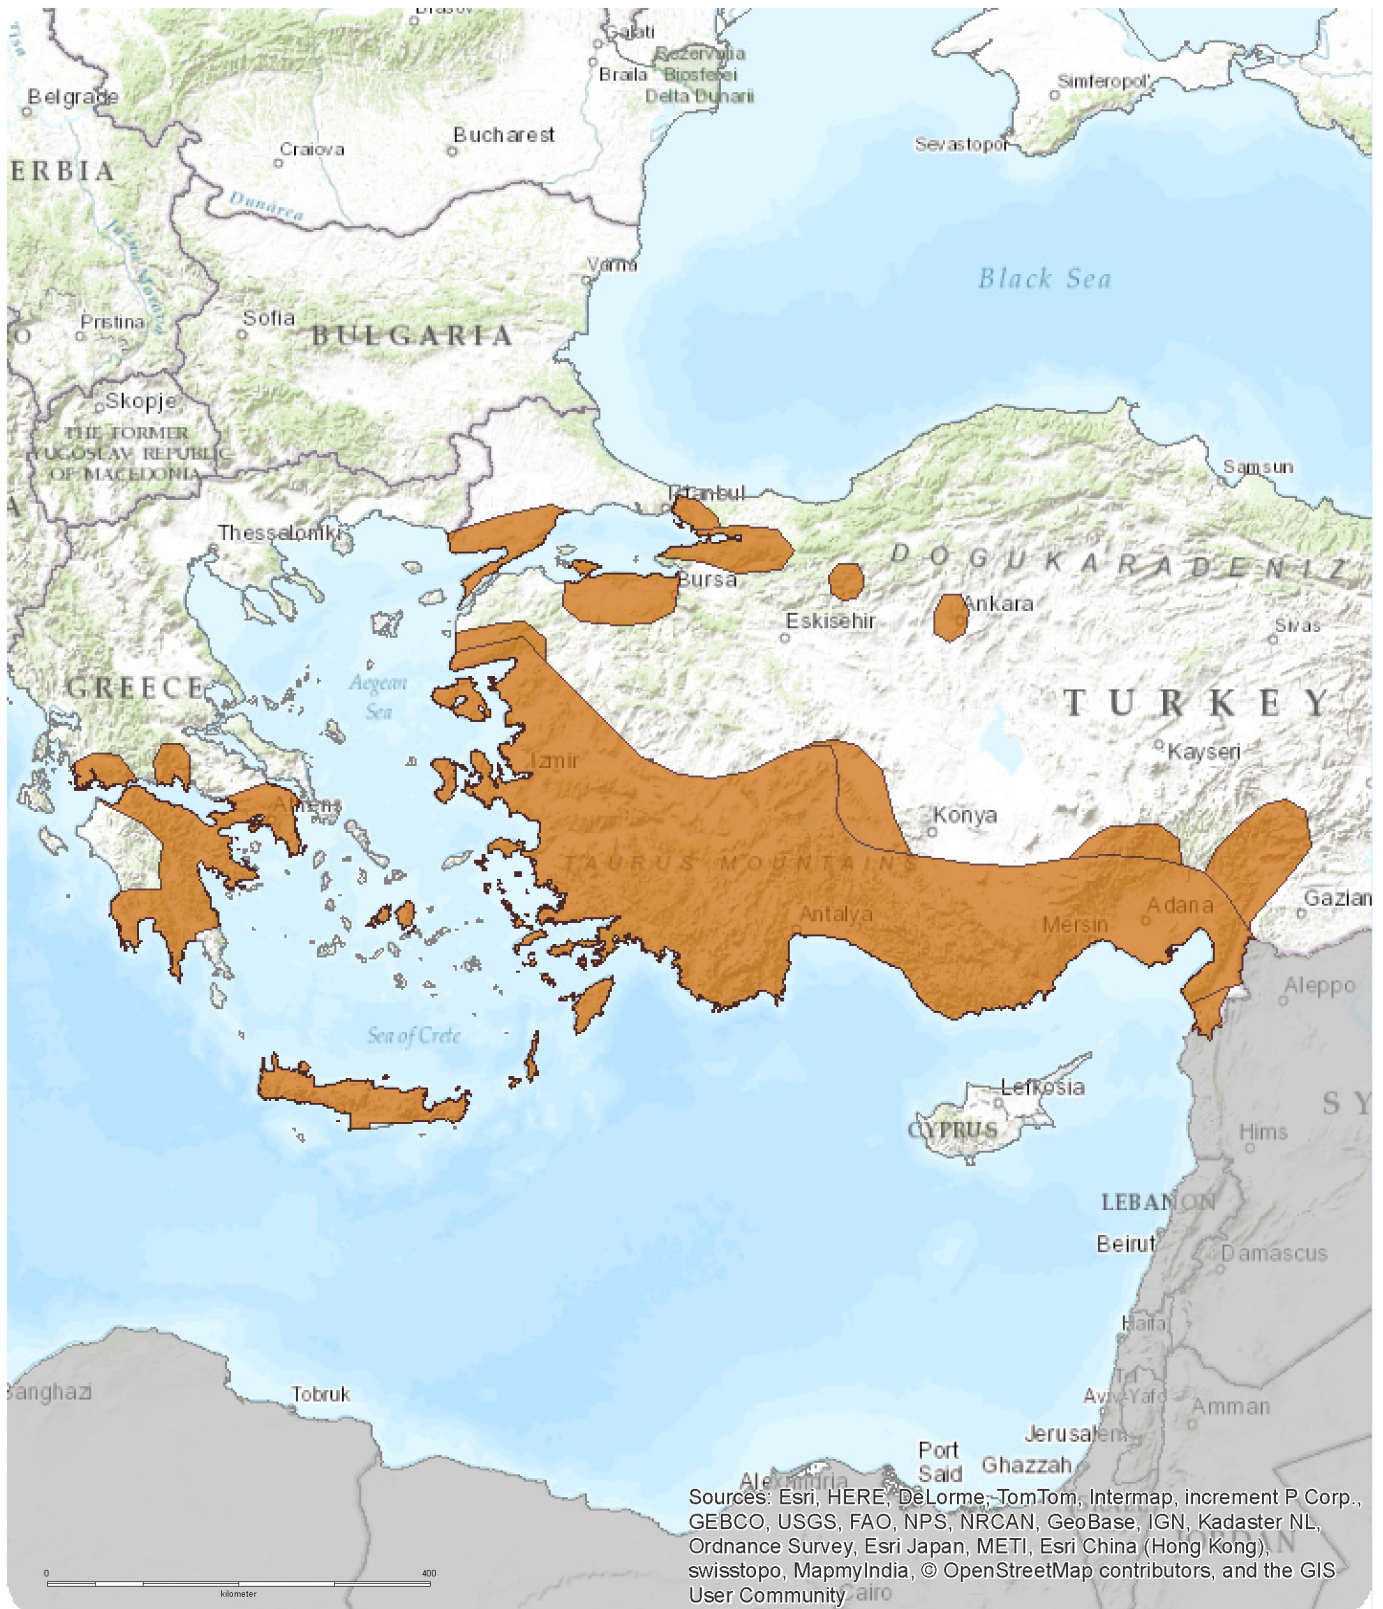 Brasov
Galati
Rezervatia
Biosferei
Delta Dunarii
Braila
Belgrade
Simferopol'
Bucharest
Craiova
Sevastopol'
ERBIA
Dunărea
Varna
Black Sea
Pristina
Sofia
BULGARIA
O
Skopje
THE FORMER
YUGOSLAV REPUBLIC
OF MACEDONIA
Samsun
Istanbul
A
Thessaloniki
DOGUKARADENIZ
Bursa
Ankara
Eskisehir
Sivas
Aegean
Sea
GREECE
TURKEY
Kayseri
Izmir
Athens
Konya
TAURUS MOUNTAINS
Antalya
Mersin
Adana
Gazian
Aleppo
Sea of Crete
Lefkosia
CYPRUS
SY
Hims
LEBANON
Beirut
Damascus
Haifa
Tel
Aviv-Yafo
Amman
Banghazi
Tobruk
Jerusalem
Port
Said
Ghazzah
Alexandria
ISRAEL
JORDAN
Sources: Esri, HERE, DeLorme, TomTom, Intermap, increment P Corp.,
GEBCO, USGS, FAO, NPS, NRCAN, GeoBase, IGN, Kadaster NL,
Ordnance Survey, Esri Japan, METI, Esri China (Hong Kong),
swisstopo, MapmyIndia, © OpenStreetMap contributors, and the GIS
User Community
Cairo
0
400
kilometer